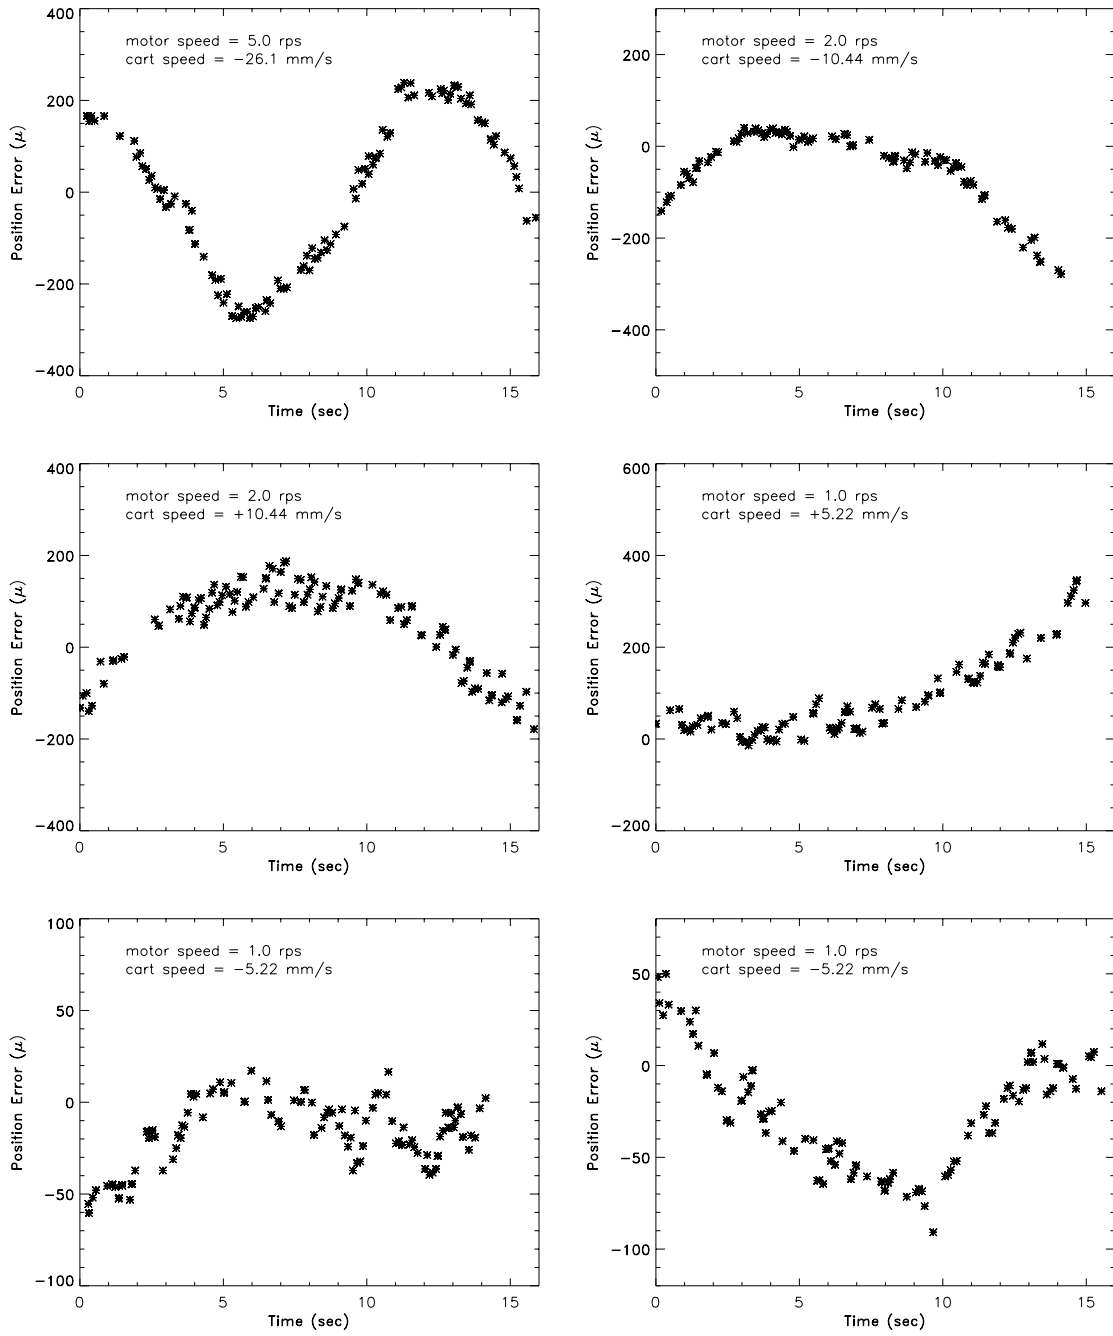 400
200
0
−200
−400
Position Error (μ)
motor speed = 5.0 rps
cart speed = −26.1 mm/s
0 5 10 15
Time (sec)
200
0
−200
−400
Position Error (μ)
motor speed = 2.0 rps
cart speed = −10.44 mm/s
0 5 10 15
Time (sec)
400
200
0
−200
−400
Position Error (μ)
motor speed = 2.0 rps
cart speed = +10.44 mm/s
0 5 10 15
Time (sec)
600
400
200
0
−200
Position Error (μ)
motor speed = 1.0 rps
cart speed = +5.22 mm/s
0 5 10 15
Time (sec)
100
50
0
−50
−100
Position Error (μ)
motor speed = 1.0 rps
cart speed = −5.22 mm/s
0 5 10 15
Time (sec)
50
0
−50
−100
Position Error (μ)
motor speed = 1.0 rps
cart speed = −5.22 mm/s
0 5 10 15
Time (sec)